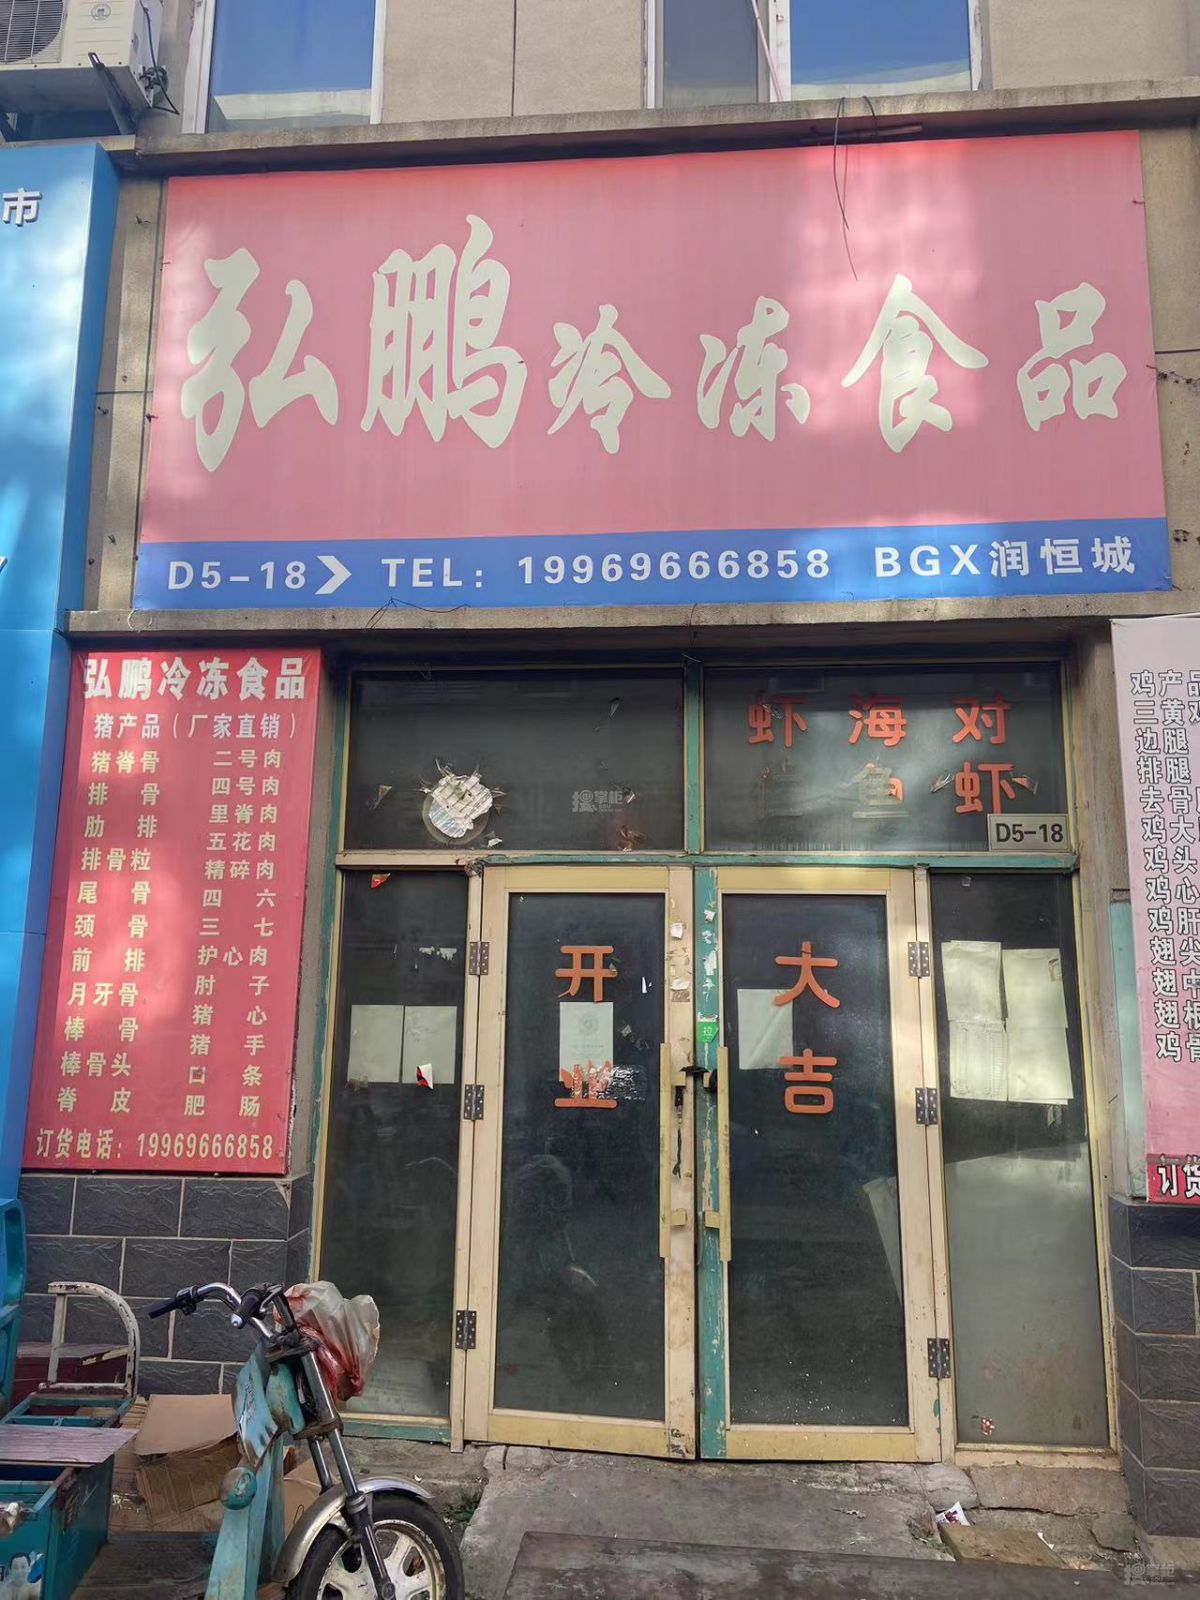 市
弘鹏冷冻食品
D5-18 TEL: 19969666858 BGX润恒城
弘鹏冷冻食品
猪产品(厂家直销)
猪脊骨 二号肉
排骨 四号肉
肋排 里脊肉
排骨粒 五花肉
尾骨 精碎肉
颈骨 四六
前排 三七
月牙骨 护心肉
棒骨 肘子
棒骨头 猪心
脊皮 猪手
口条
肥肠
订货电话: 19969666858
虾 海 对
鱼 虾
D5-18
开 大
业 吉
拉
鸡产品
三黄鸡
边腿
排腿
去骨
鸡大
鸡头
鸡心
鸡肝
翅尖
翅中
翅根
鸡骨
订货
掌柜
掌柜